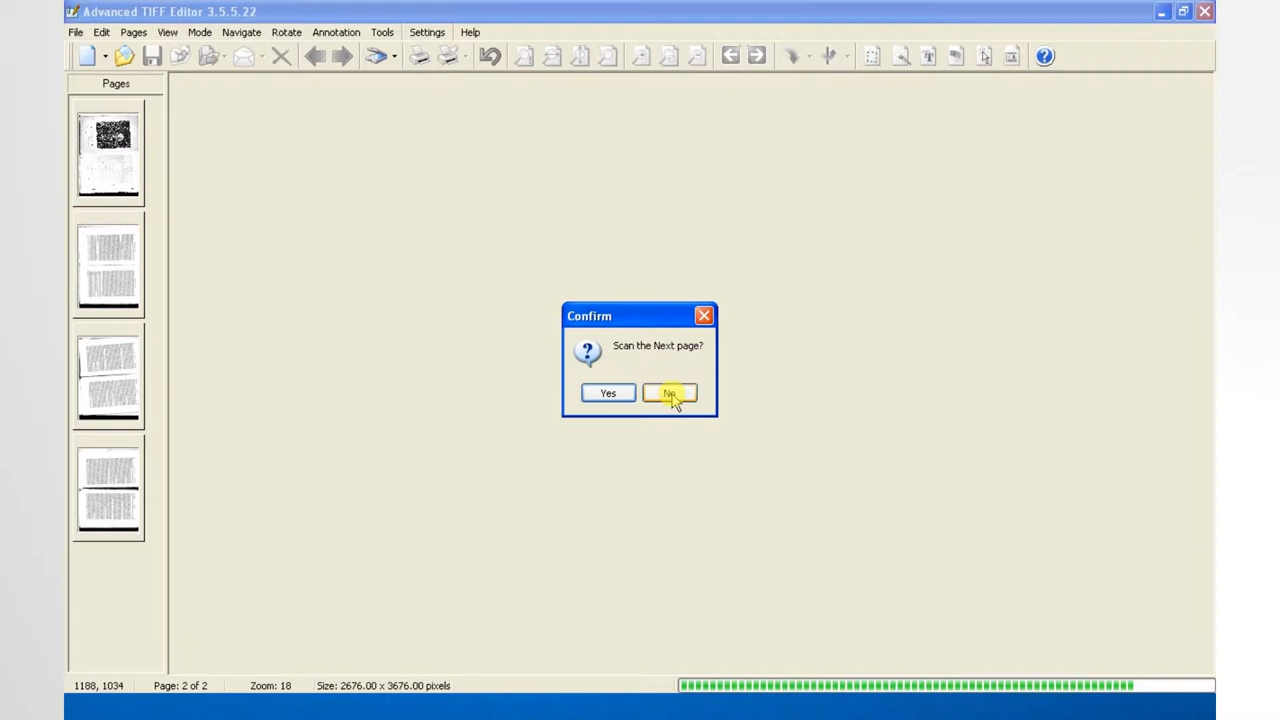 Advanced TIFF Editor 3.5.5.22
File Edit Pages View Mode Navigate Rotate Annotation Tools Settings Help
Pages
Confirm
Scan the Next page?
Yes No
1188, 1034 Page: 2 of 2 Zoom: 18 Size: 2676.00 x 3676.00 pixels